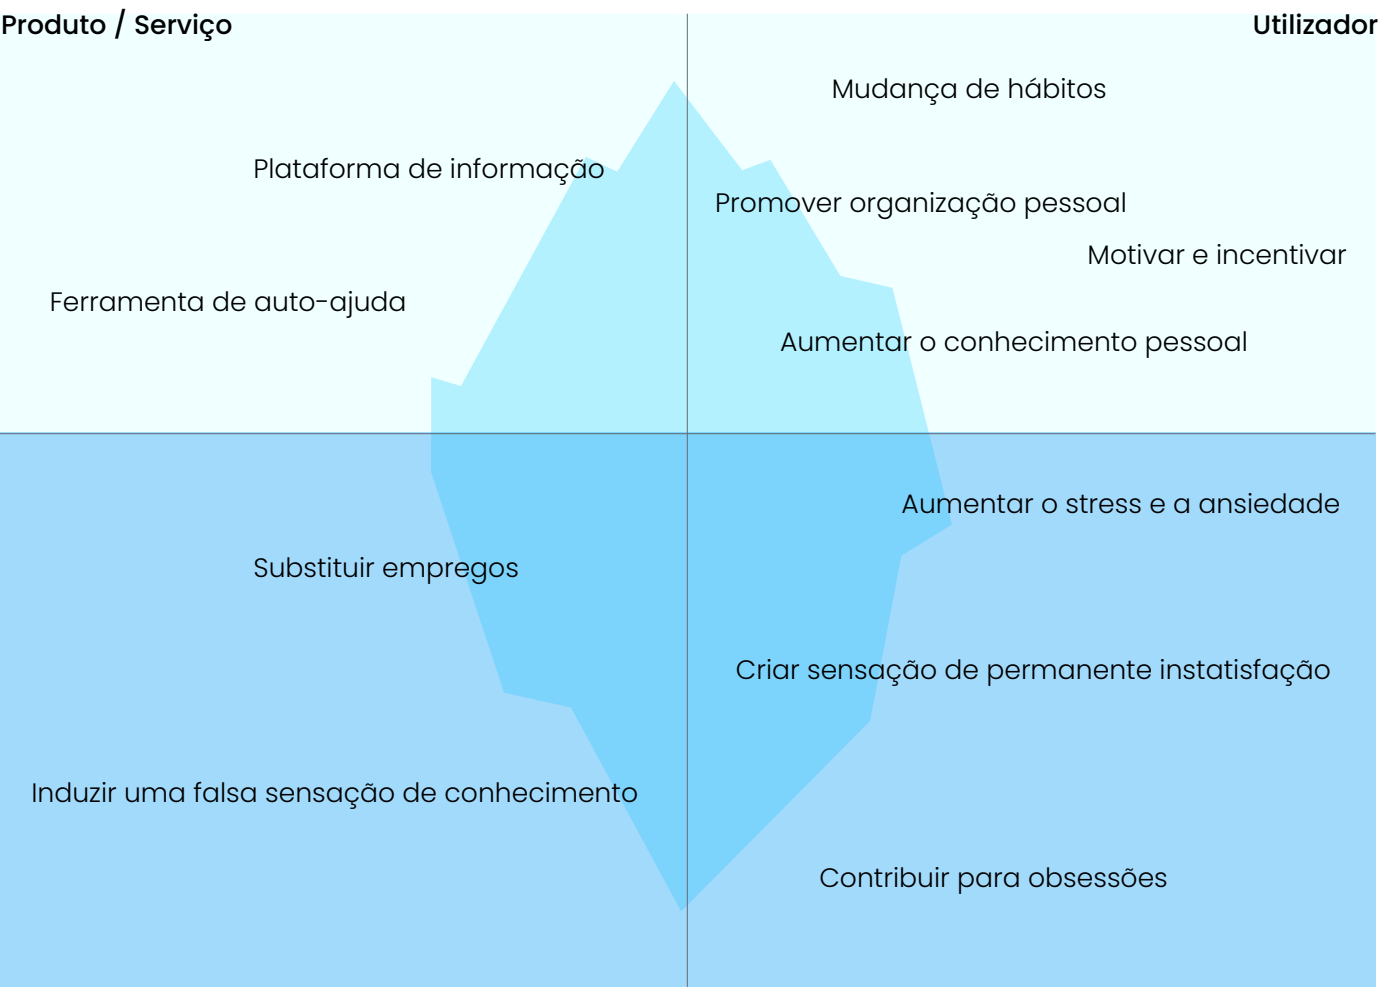 Produto / Serviço
Utilizador
Mudança de hábitos
Plataforma de informação
Promover organização pessoal
Motivar e incentivar
Ferramenta de auto-ajuda
Aumentar o conhecimento pessoal
Aumentar o stress e a ansiedade
Substituir empregos
Criar sensação de permanente instatisfação
Induzir uma falsa sensação de conhecimento
Contribuir para obsessões